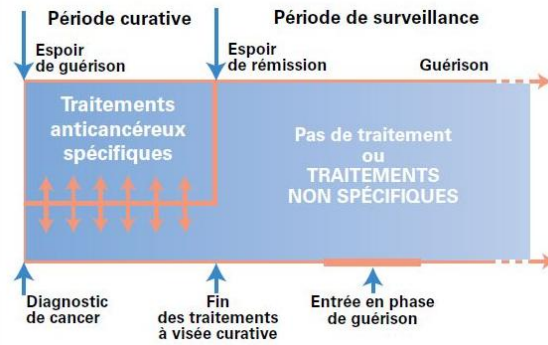 Période curative
Période de surveillance
Espoir
de guérison
Espoir
de rémission
Guérison
Traitements
anticancéreux
spécifiques
Pas de traitement
ou
TRAITEMENTS
NON SPÉCIFIQUES
Diagnostic
de cancer
Fin
des traitements
à visée curative
Entrée en phase
de guérison